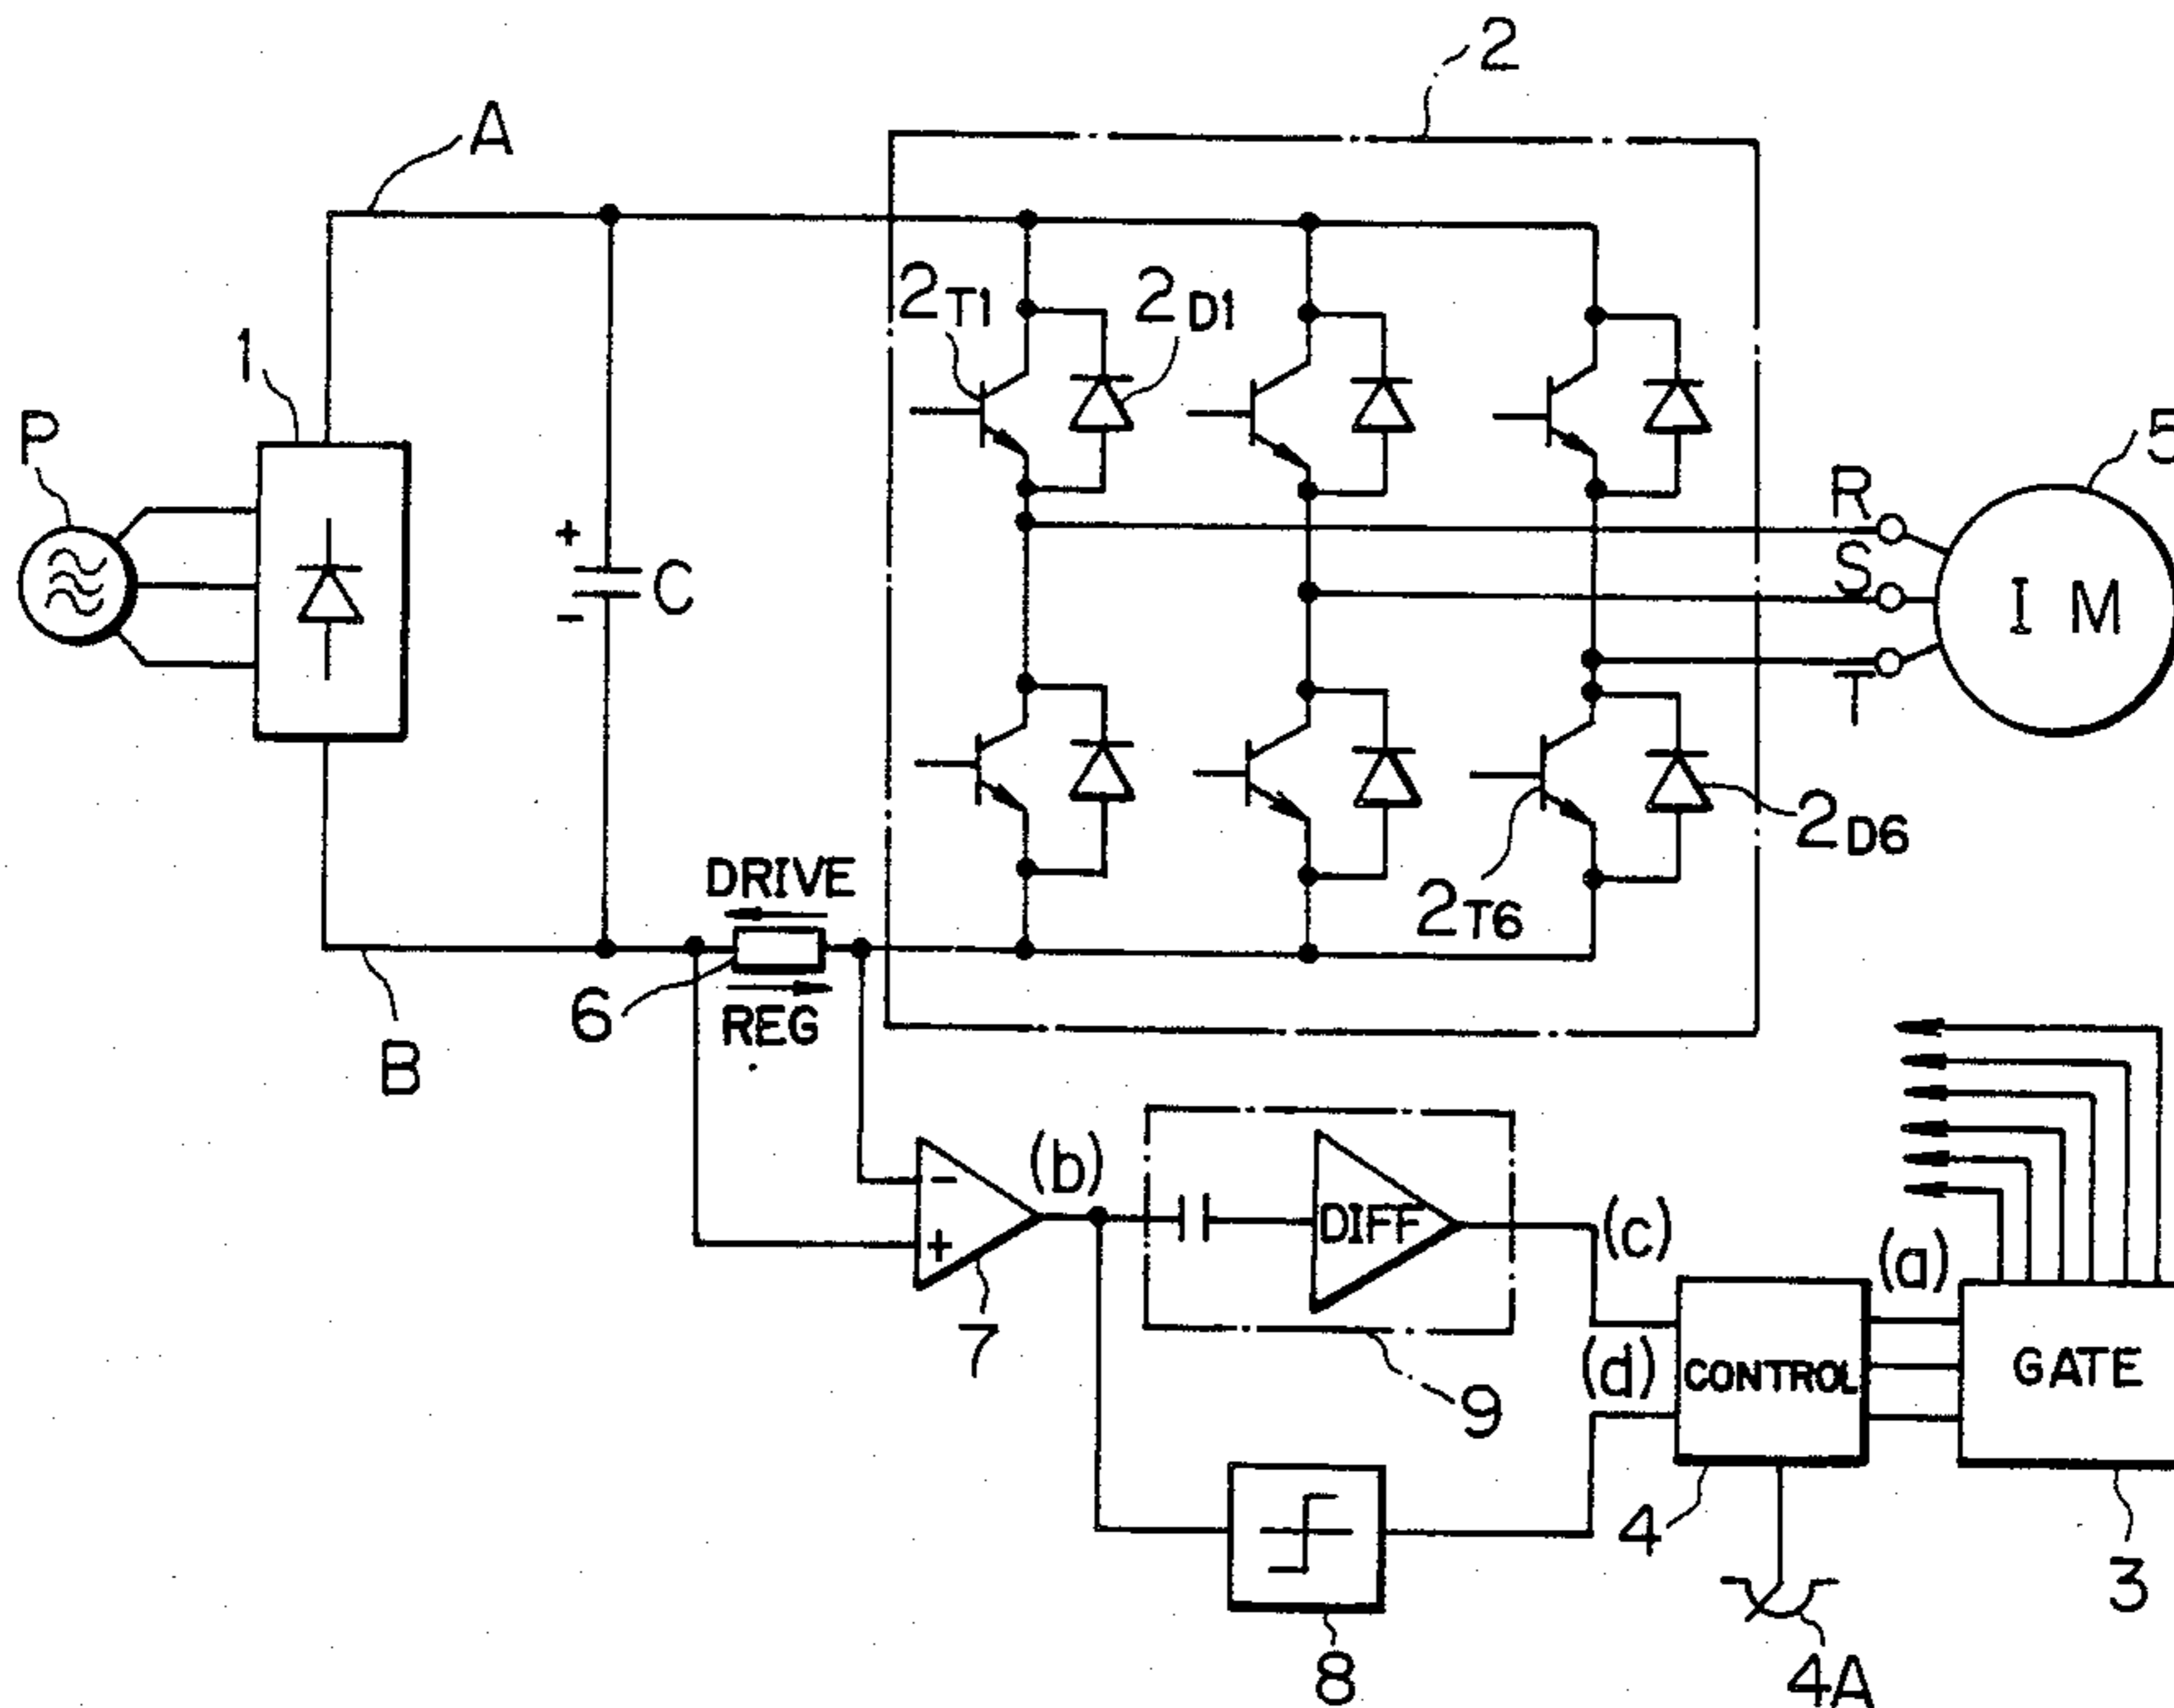 2
A
2T1
2D1
1
P
5
R
+
S
C
I M
-
T
2D6
DRIVE
2T6
6
REG
B
(b)
-
DIFF
(c)
+
(a)
7
(d)
CONTROL
GATE
9
4
3
8
4A